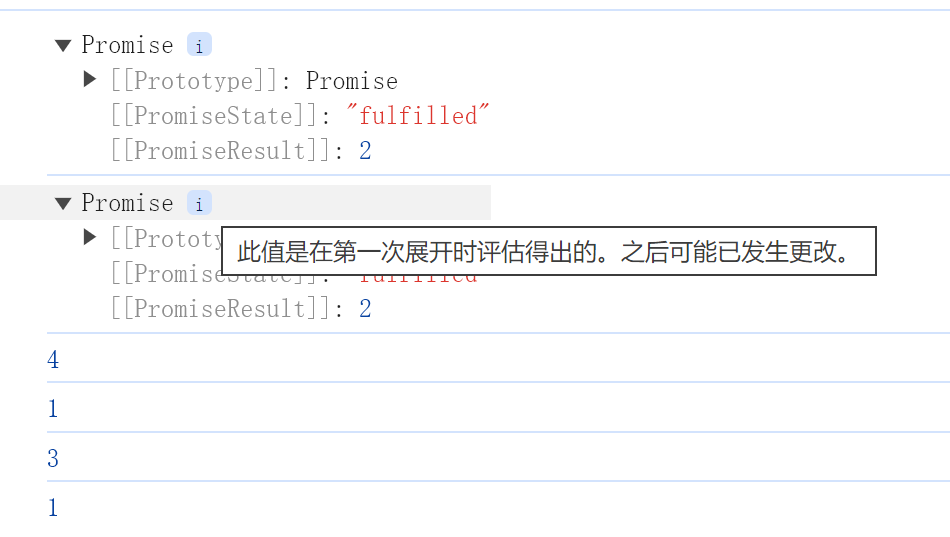 Promise i
[[Prototype]]: Promise
[[PromiseState]]: "fulfilled"
[[PromiseResult]]: 2
Promise i
[[Prototy
此值是在第一次展开时评估得出的。之后可能已发生更改。
[[PromiseState]]: "fulfilled"
[[PromiseResult]]: 2
4
1
3
1